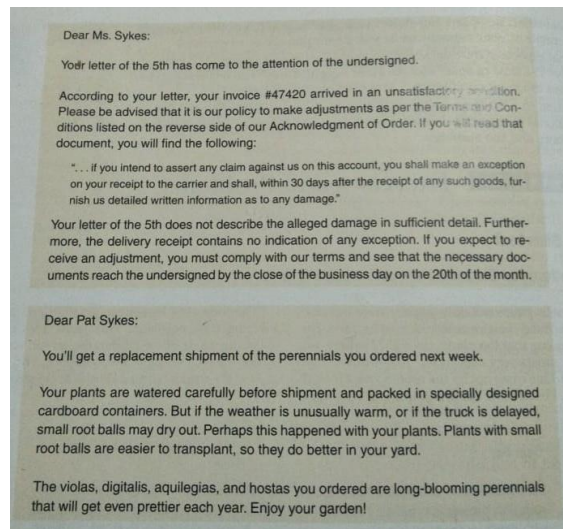 Dear Ms. Sykes:
Your letter of the 5th has come to the attention of the undersigned.
According to your letter, your invoice #47420 arrived in an unsatisfactory condition.
Please be advised that it is our policy to make adjustments as per the Terms and Con-
ditions listed on the reverse side of our Acknowledgment of Order. If you will read that
document, you will find the following:
". . . if you intend to assert any claim against us on this account, you shall make an exception
on your receipt to the carrier and shall, within 30 days after the receipt of any such goods, fur-
nish us detailed written information as to any damage."
Your letter of the 5th does not describe the alleged damage in sufficient detail. Further-
more, the delivery receipt contains no indication of any exception. If you expect to re-
ceive an adjustment, you must comply with our terms and see that the necessary doc-
uments reach the undersigned by the close of the business day on the 20th of the month.
Dear Pat Sykes:
You'll get a replacement shipment of the perennials you ordered next week.
Your plants are watered carefully before shipment and packed in specially designed
cardboard containers. But if the weather is unusually warm, or if the truck is delayed,
small root balls may dry out. Perhaps this happened with your plants. Plants with small
root balls are easier to transplant, so they do better in your yard.
The violas, digitalis, aquilegias, and hostas you ordered are long-blooming perennials
that will get even prettier each year. Enjoy your garden!